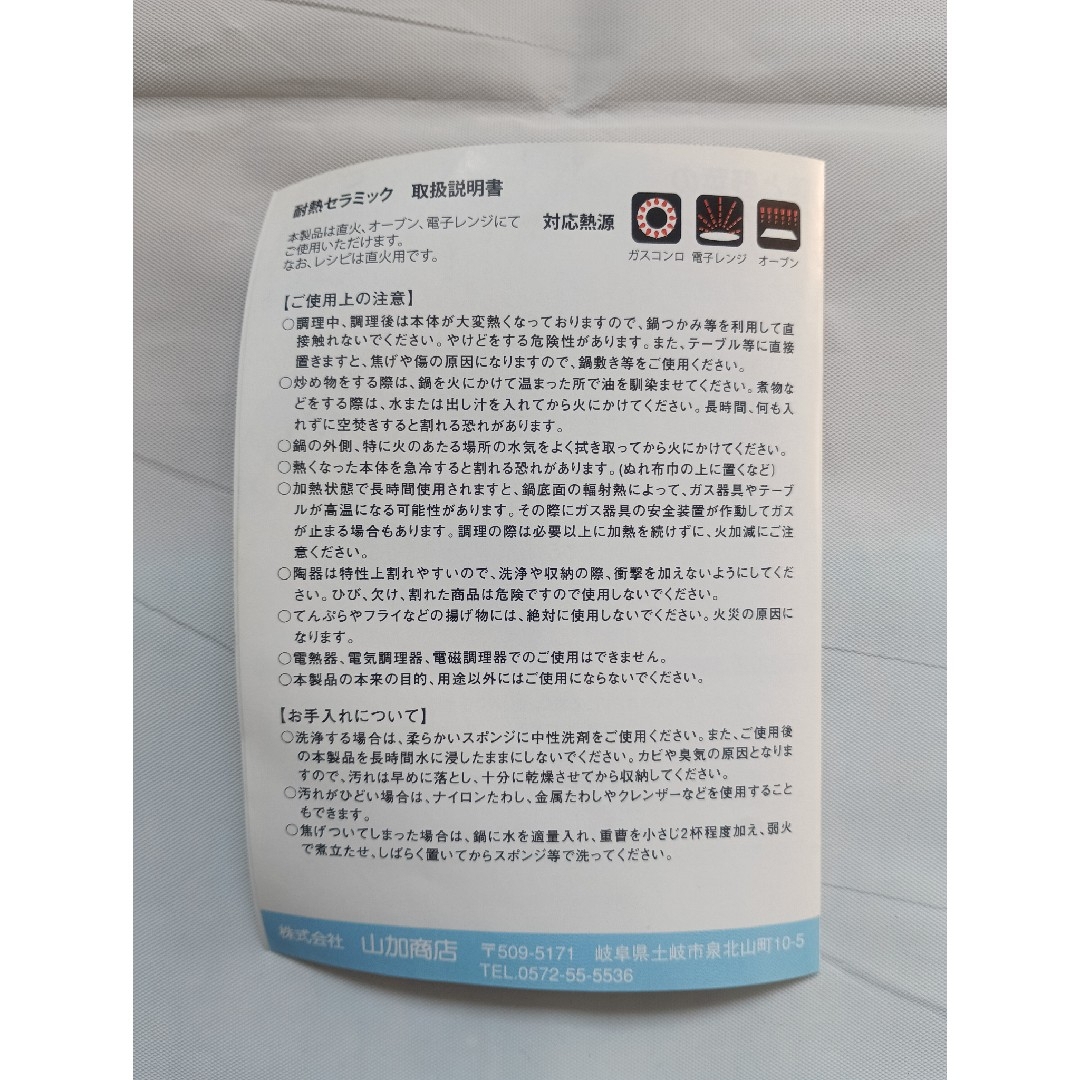 耐熱セラミック　取扱説明書
本製品は直火、オーブン、電子レンジにて
ご使用いただけます。
なお、レシピは直火用です。
対応熱源
ガスコンロ 電子レンジ オーブン
【ご使用上の注意】
○調理中、調理後は本体が大変熱くなっておりますので、鍋つかみ等を利用して直
接触れないでください。やけどをする危険性があります。また、テーブル等に直接
置きますと、焦げや傷の原因になりますので、鍋敷き等をご使用ください。
○炒め物をする際は、鍋を火にかけて温まった所で油を馴染ませてください。煮物な
どをする際は、水または出し汁を入れてから火にかけてください。長時間、何も入
れずに空焚きすると割れる恐れがあります。
○鍋の外側、特に火のあたる場所の水気をよく拭き取ってから火にかけてください。
○熱くなった本体を急冷すると割れる恐れがあります。(ぬれ布巾の上に置くなど)
○加熱状態で長時間使用されますと、鍋底面の輻射熱によって、ガス器具やテーブ
ルが高温になる可能性があります。その際にガス器具の安全装置が作動してガス
が止まる場合もあります。調理の際は必要以上に加熱を続けずに、火加減にご注
意ください。
○陶器は特性上割れやすいので、洗浄や収納の際、衝撃を加えないようにしてくだ
さい。ひび、欠け、割れた商品は危険ですので使用しないでください。
○てんぷらやフライなどの揚げ物には、絶対に使用しないでください。火災の原因に
なります。
○電熱器、電気調理器、電磁調理器でのご使用はできません。
○本製品の本来の目的、用途以外にはご使用にならないでください。
【お手入れについて】
○洗浄する場合は、柔らかいスポンジに中性洗剤をご使用ください。また、ご使用後
の本製品を長時間水に浸したままにしないでください。カビや臭気の原因となりま
すので、汚れは早めに落とし、十分に乾燥させてから収納してください。
○汚れがひどい場合は、ナイロンたわし、金属たわしやクレンザーなどを使用すること
もできます。
○焦げついてしまった場合は、鍋に水を適量入れ、重曹を小さじ2杯程度加え、弱火
で煮立たせ、しばらく置いてからスポンジ等で洗ってください。
株式会社　山加商店　〒509-5171　岐阜県土岐市泉北山町10-5
TEL.0572-55-5536